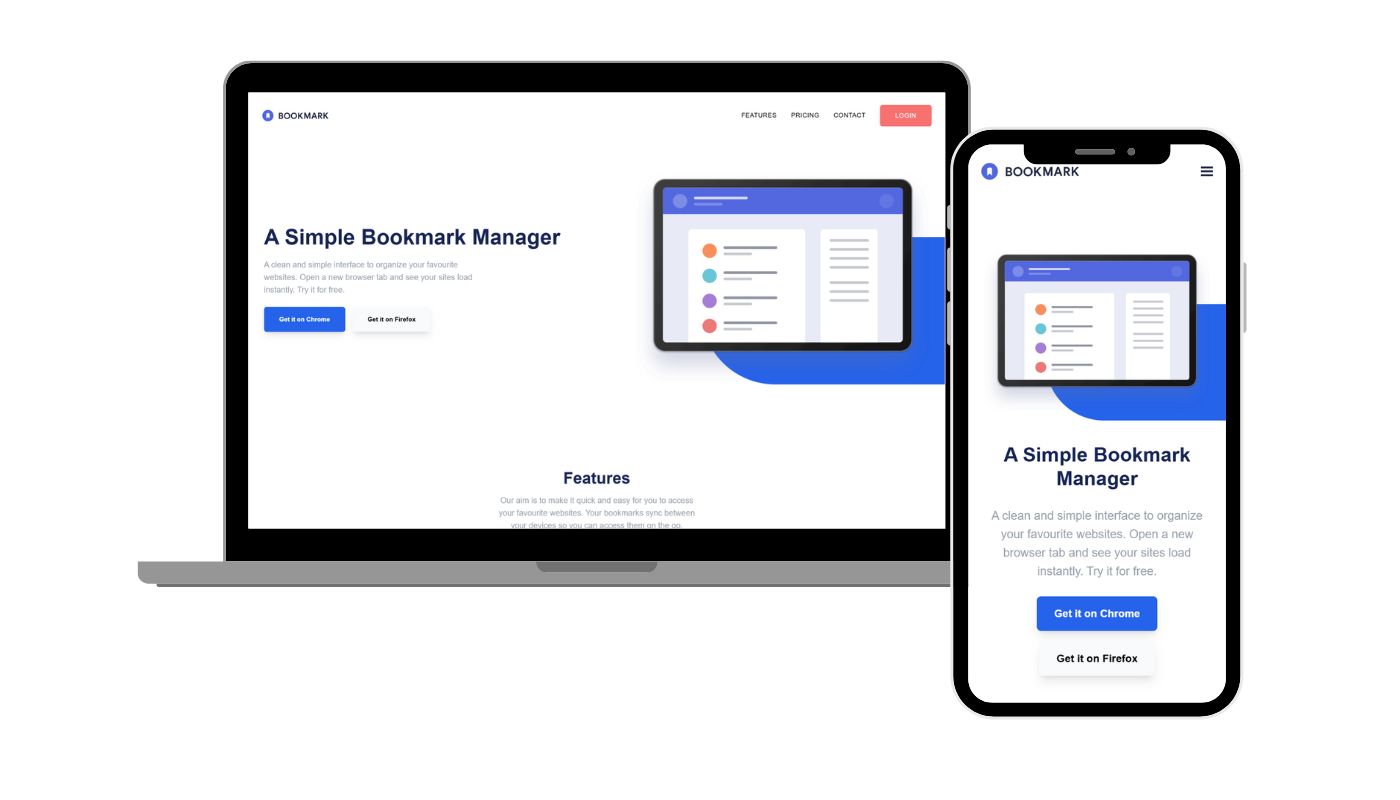 BOOKMARK
FEATURES
PRICING
CONTACT
LOGIN
A Simple Bookmark Manager
A clean and simple interface to organize your favourite
websites. Open a new browser tab and see your sites load
instantly. Try it for free.
Get it on Chrome
Get it on Firefox
Features
Our aim is to make it quick and easy for you to access
your favourite websites. Your bookmarks sync between
your devices so you can access them on the go.
BOOKMARK
A Simple Bookmark
Manager
A clean and simple interface to organize
your favourite websites. Open a new
browser tab and see your sites load
instantly. Try it for free.
Get it on Chrome
Get it on Firefox